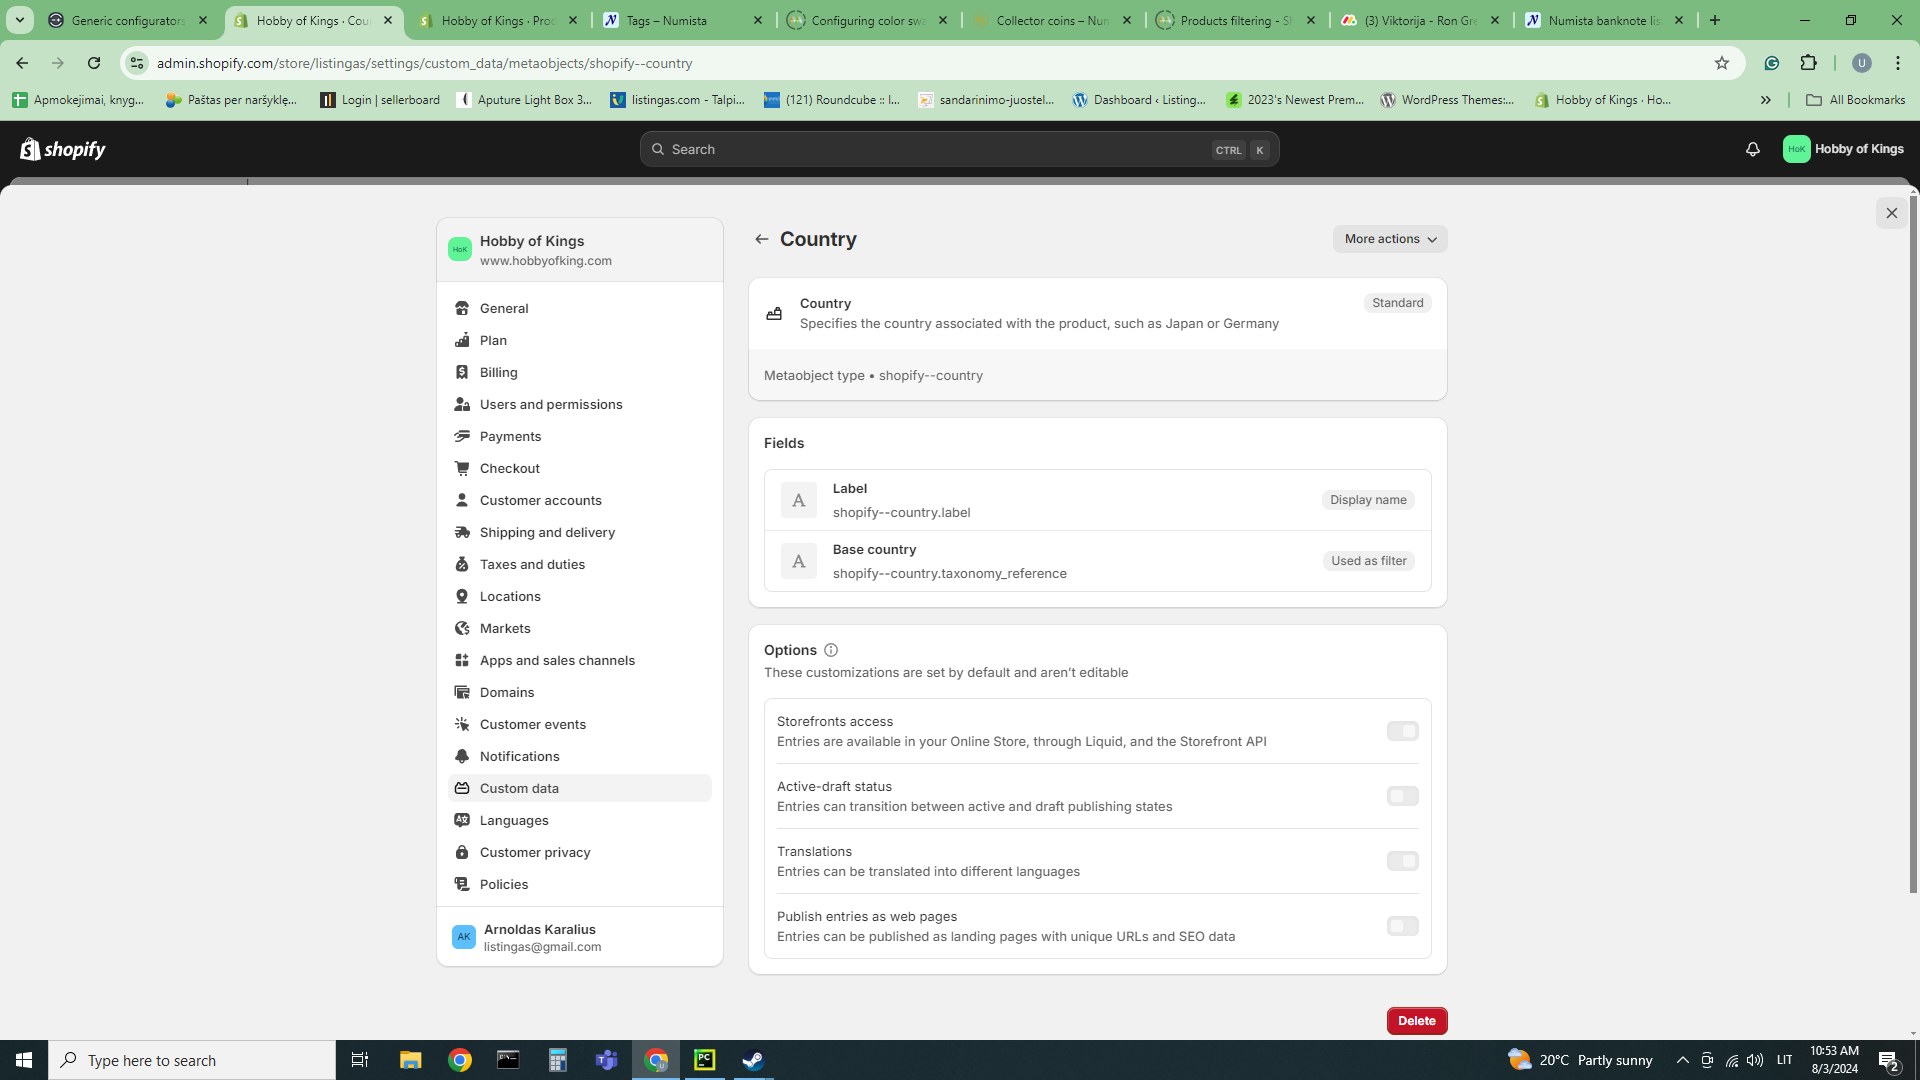 Generic configurators
Hobby of Kings · Cou
Hobby of Kings · Prod
Tags – Numista
Configuring color swa
Collector coins – Num
Products filtering - Sh
(3) Viktorija - Ron Gre
Numista banknote lis
admin.shopify.com/store/listingas/settings/custom_data/metaobjects/shopify--country
U
Apmokejimai, knyg...
Paštas per naršyklę...
Login | sellerboard
Aputure Light Box 3...
listingas.com - Talpi...
(121) Roundcube :: I...
sandarinimo-juostel...
Dashboard ‹ Listing...
2023's Newest Prem...
WordPress Themes:...
Hobby of Kings · Ho...
All Bookmarks
shopify
Search
CTRL K
HoK
Hobby of Kings
HoK
Hobby of Kings
www.hobbyofking.com
General
Plan
Billing
Users and permissions
Payments
Checkout
Customer accounts
Shipping and delivery
Taxes and duties
Locations
Markets
Apps and sales channels
Domains
Customer events
Notifications
Custom data
Languages
Customer privacy
Policies
AK
Arnoldas Karalius
listingas@gmail.com
Country
More actions
Country
Standard
Specifies the country associated with the product, such as Japan or Germany
Metaobject type • shopify--country
Fields
A
Label
shopify--country.label
Display name
A
Base country
shopify--country.taxonomy_reference
Used as filter
Options
These customizations are set by default and aren’t editable
Storefronts access
Entries are available in your Online Store, through Liquid, and the Storefront API
Active-draft status
Entries can transition between active and draft publishing states
Translations
Entries can be translated into different languages
Publish entries as web pages
Entries can be published as landing pages with unique URLs and SEO data
Delete
Type here to search
PC
20°C Partly sunny
LIT
10:53 AM
8/3/2024
2